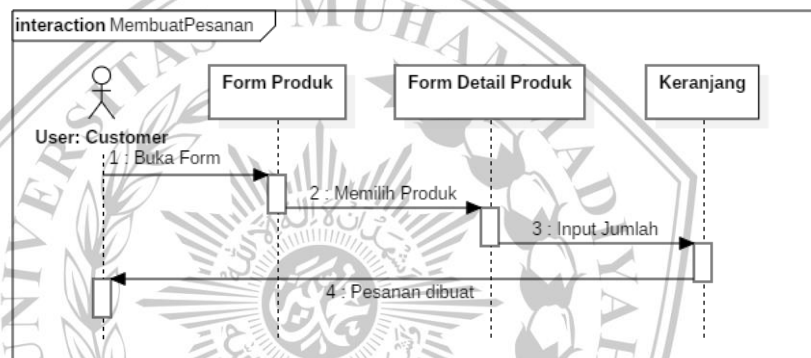 interaction MembuatPesanan
Form Produk
Form Detail Produk
Keranjang
User: Customer
1 : Buka Form
2 : Memilih Produk
3 : Input Jumlah
4 : Pesanan dibuat